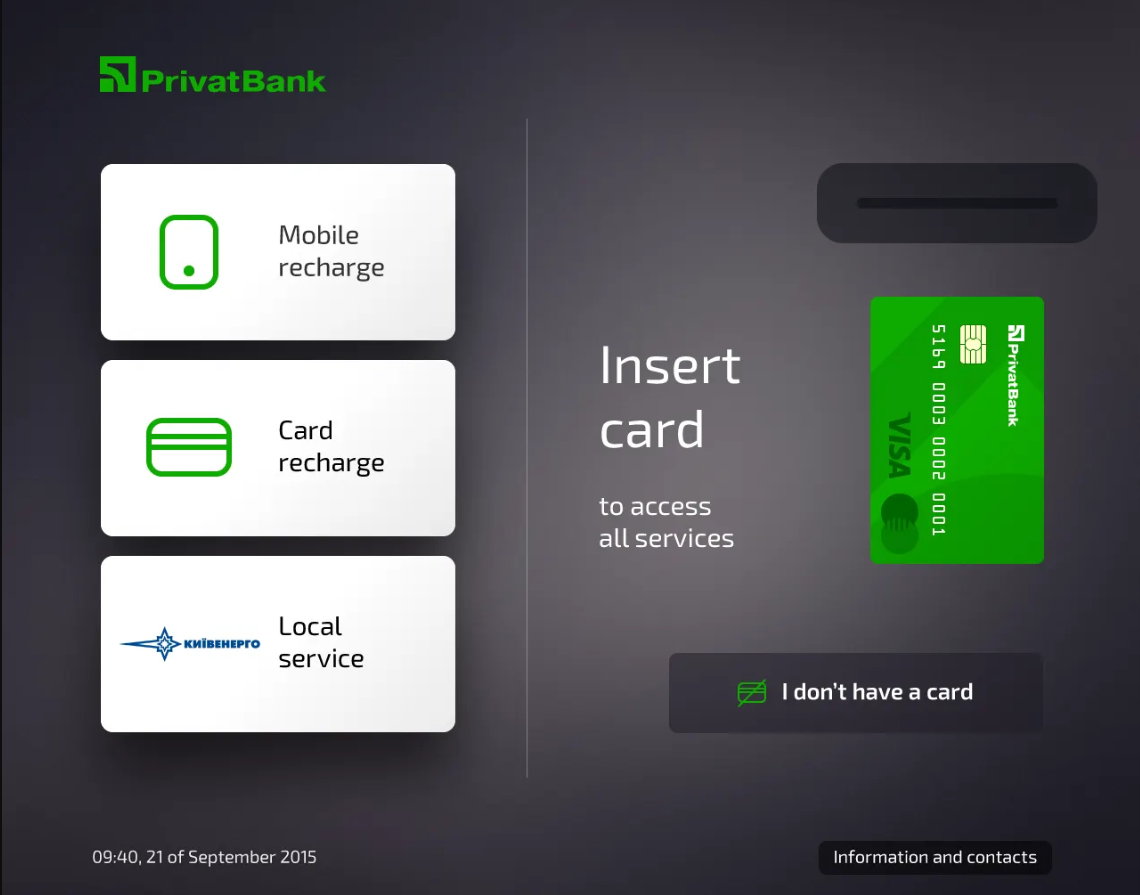 PrivatBank
Mobile
recharge
Card
recharge
КИЇВЕНЕРГО
Local
service
Insert
card
to access
all services
PrivatBank
5169 0003 0002 0001
VISA
I don’t have a card
09:40, 21 of September 2015
Information and contacts